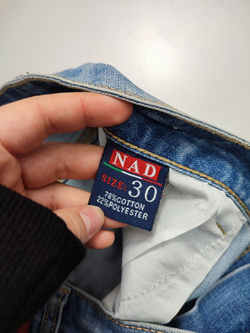 NAD
SIZE: 30
78%COTTON
22%POLYESTER